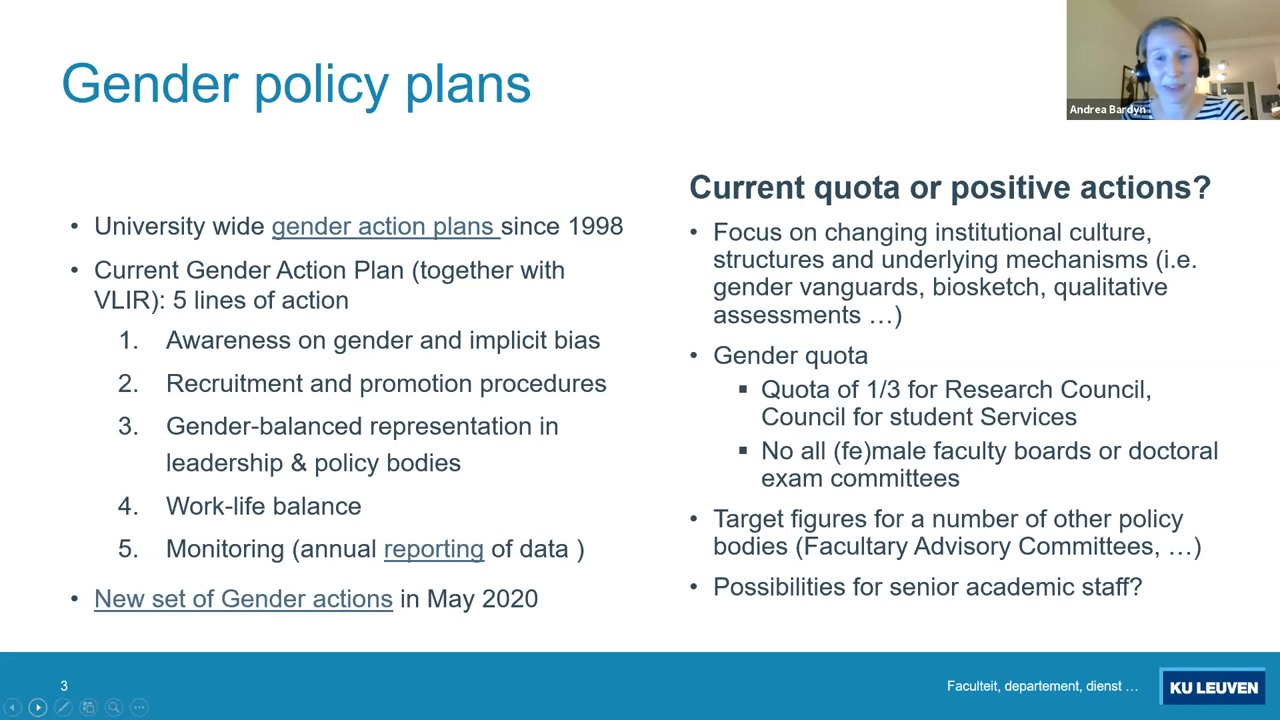 Gender policy plans
Andrea Bardyn
• University wide gender action plans since 1998
• Current Gender Action Plan (together with
VLIR): 5 lines of action
1. Awareness on gender and implicit bias
2. Recruitment and promotion procedures
3. Gender-balanced representation in
leadership & policy bodies
4. Work-life balance
5. Monitoring (annual reporting of data )
• New set of Gender actions in May 2020
Current quota or positive actions?
• Focus on changing institutional culture,
structures and underlying mechanisms (i.e.
gender vanguards, biosketch, qualitative
assessments …)
• Gender quota
▪ Quota of 1/3 for Research Council,
Council for student Services
▪ No all (fe)male faculty boards or doctoral
exam committees
• Target figures for a number of other policy
bodies (Facultary Advisory Committees, …)
• Possibilities for senior academic staff?
3
Faculteit, departement, dienst …
KU LEUVEN